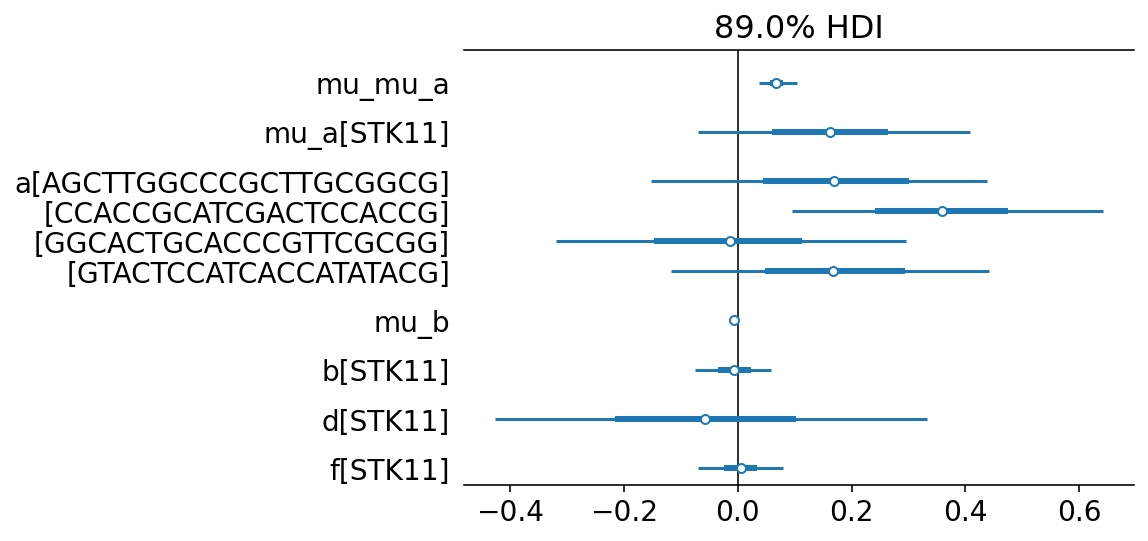 89.0% HDI
mu_mu_a
mu_a[STK11]
a[AGCTTGGCCCGCTTGCGGCG]
[CCACCGCATCGACTCCACCG]
[GGCACTGCACCCGTTCGCGG]
[GTACTCCATCACCATATACG]
mu_b
b[STK11]
d[STK11]
f[STK11]
−0.4 −0.2 0.0 0.2 0.4 0.6